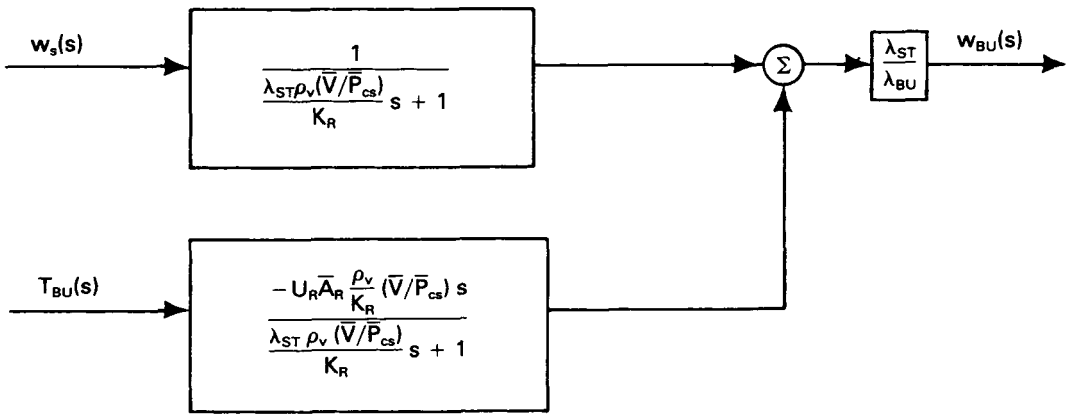 w_s(s)
1
λ_ST ρ_v (V̅/P̅_cs)
K_R
s + 1
Σ
λ_ST
λ_BU
w_BU(s)
T_BU(s)
− U_R A̅_R ρ_v/K_R (V̅/P̅_cs) s
λ_ST ρ_v (V̅/P̅_cs)
K_R
s + 1